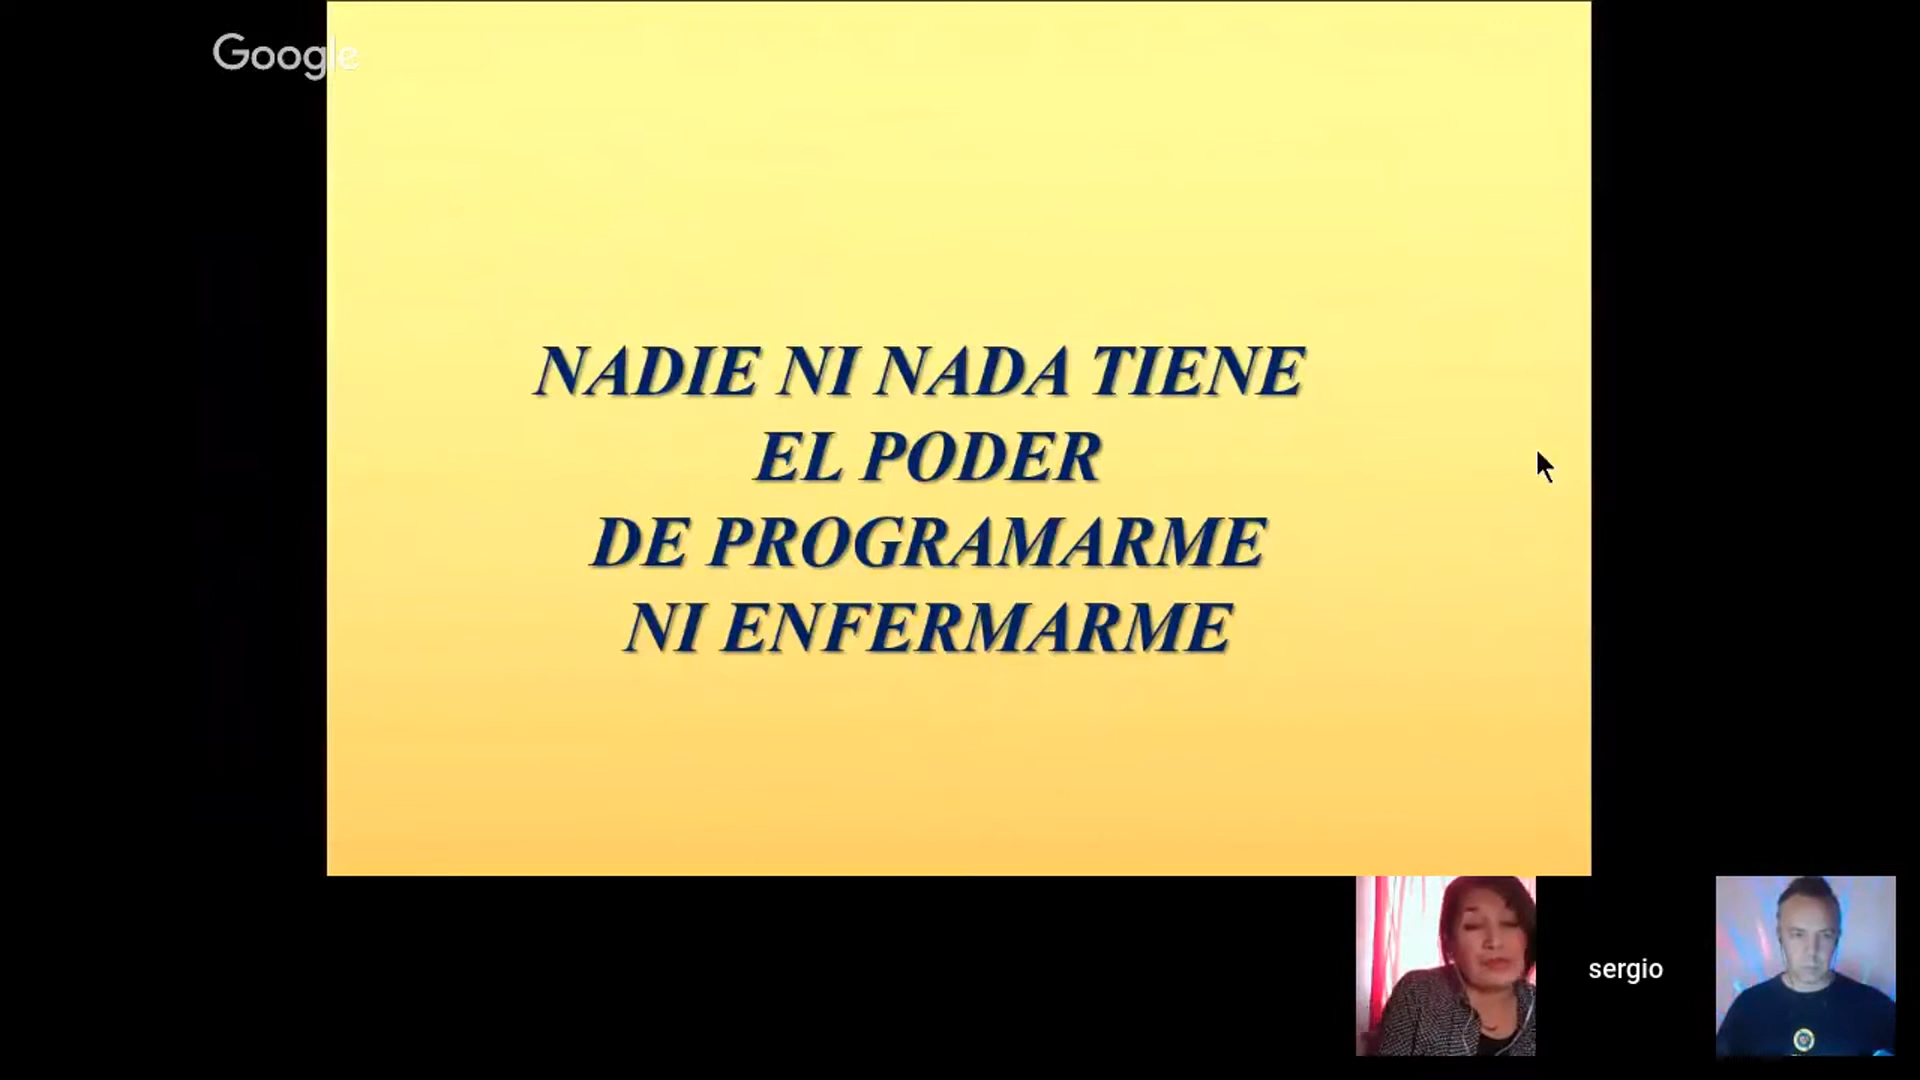 Google
NADIE NI NADA TIENE
EL PODER
DE PROGRAMARME
NI ENFERMARME
sergio